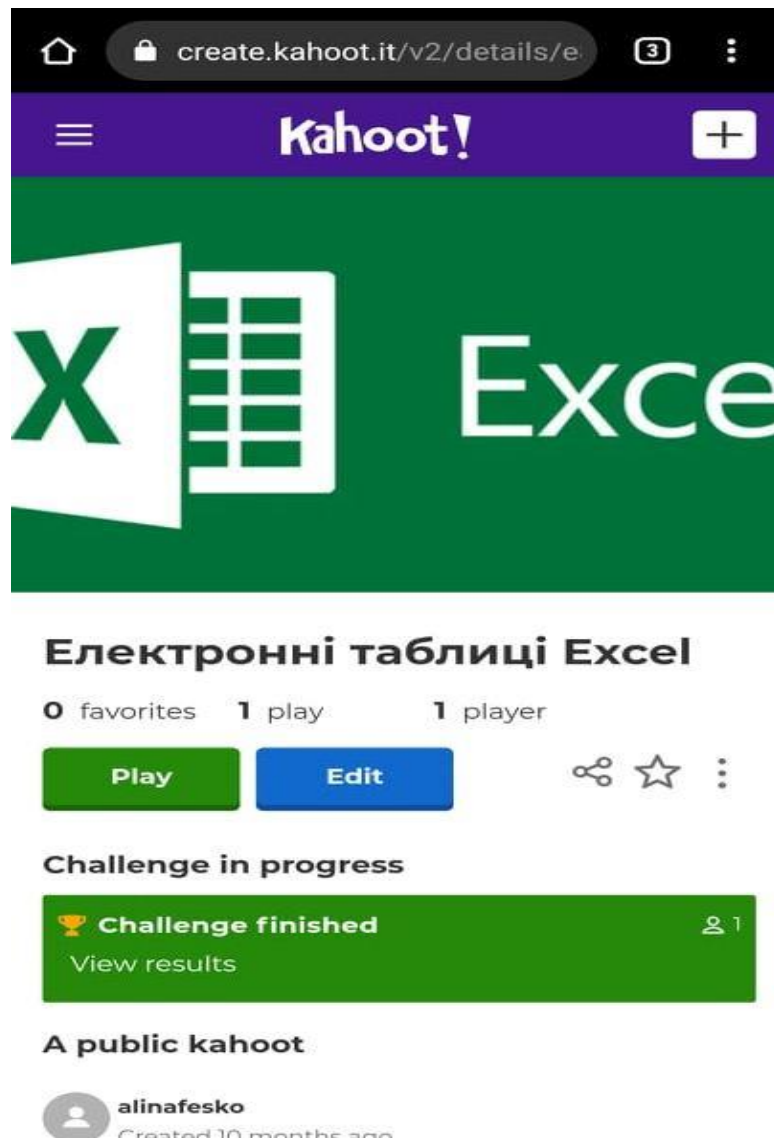 create.kahoot.it/v2/details/e
3
Kahoot!
X
Exce
Електронні таблиці Excel
0 favorites 1 play 1 player
Play Edit
Challenge in progress
Challenge finished 1
View results
A public kahoot
alinafesko
Created 10 months ago